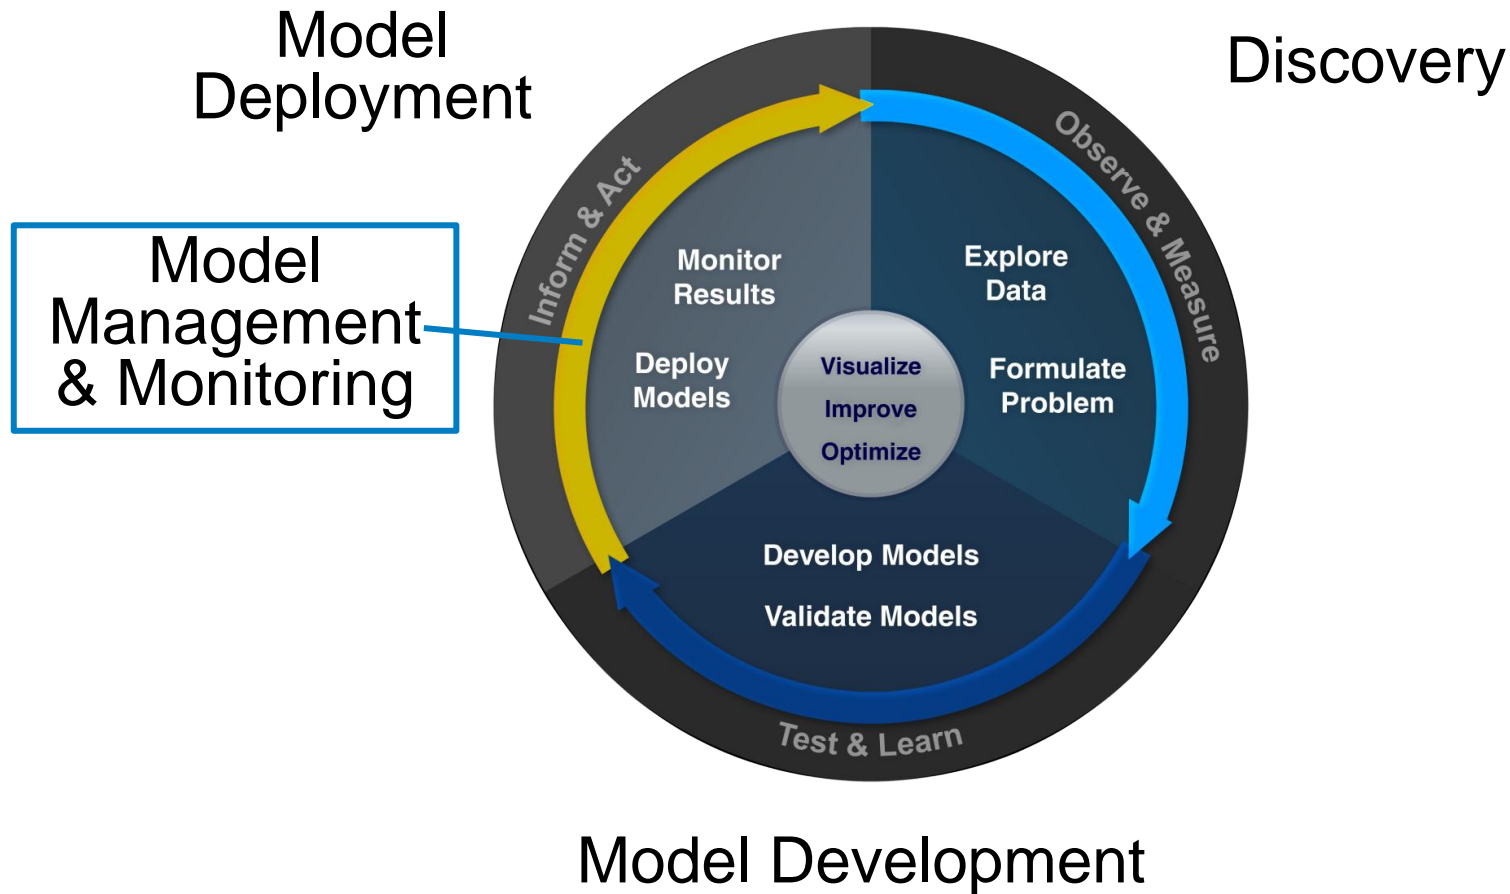 Model
Deployment
Discovery
Model
Management
& Monitoring
Inform & Act
Observe & Measure
Monitor
Results
Deploy
Models
Explore
Data
Formulate
Problem
Visualize
Improve
Optimize
Develop Models
Validate Models
Test & Learn
Model Development